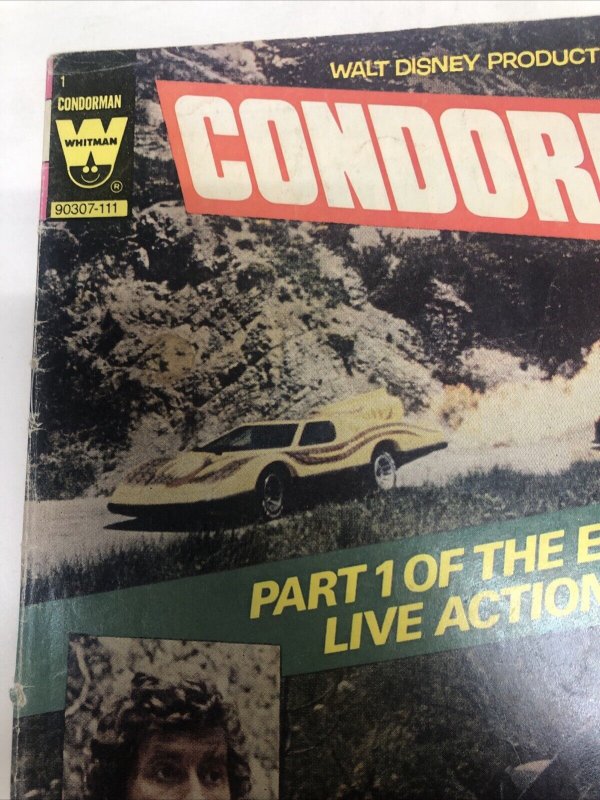 1
CONDORMAN
WHITMAN
®
90307-111
WALT DISNEY PRODUCT
CONDOR
PART 1 OF THE E
LIVE ACTION